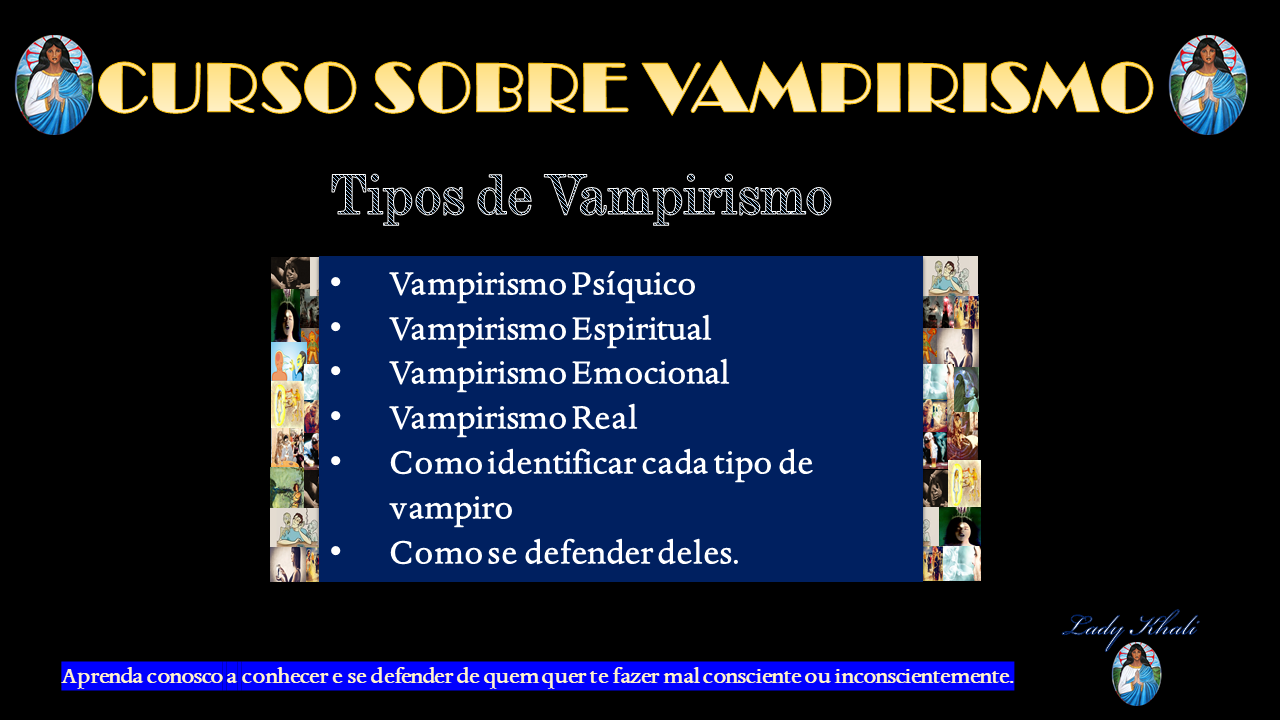 CURSO SOBRE VAMPIRISMO
Tipos de Vampirismo
• Vampirismo Psíquico
• Vampirismo Espiritual
• Vampirismo Emocional
• Vampirismo Real
• Como identificar cada tipo de
vampiro
• Como se defender deles.
Lady Khali
Aprenda conosco a conhecer e se defender de quem quer te fazer mal consciente ou inconscientemente.